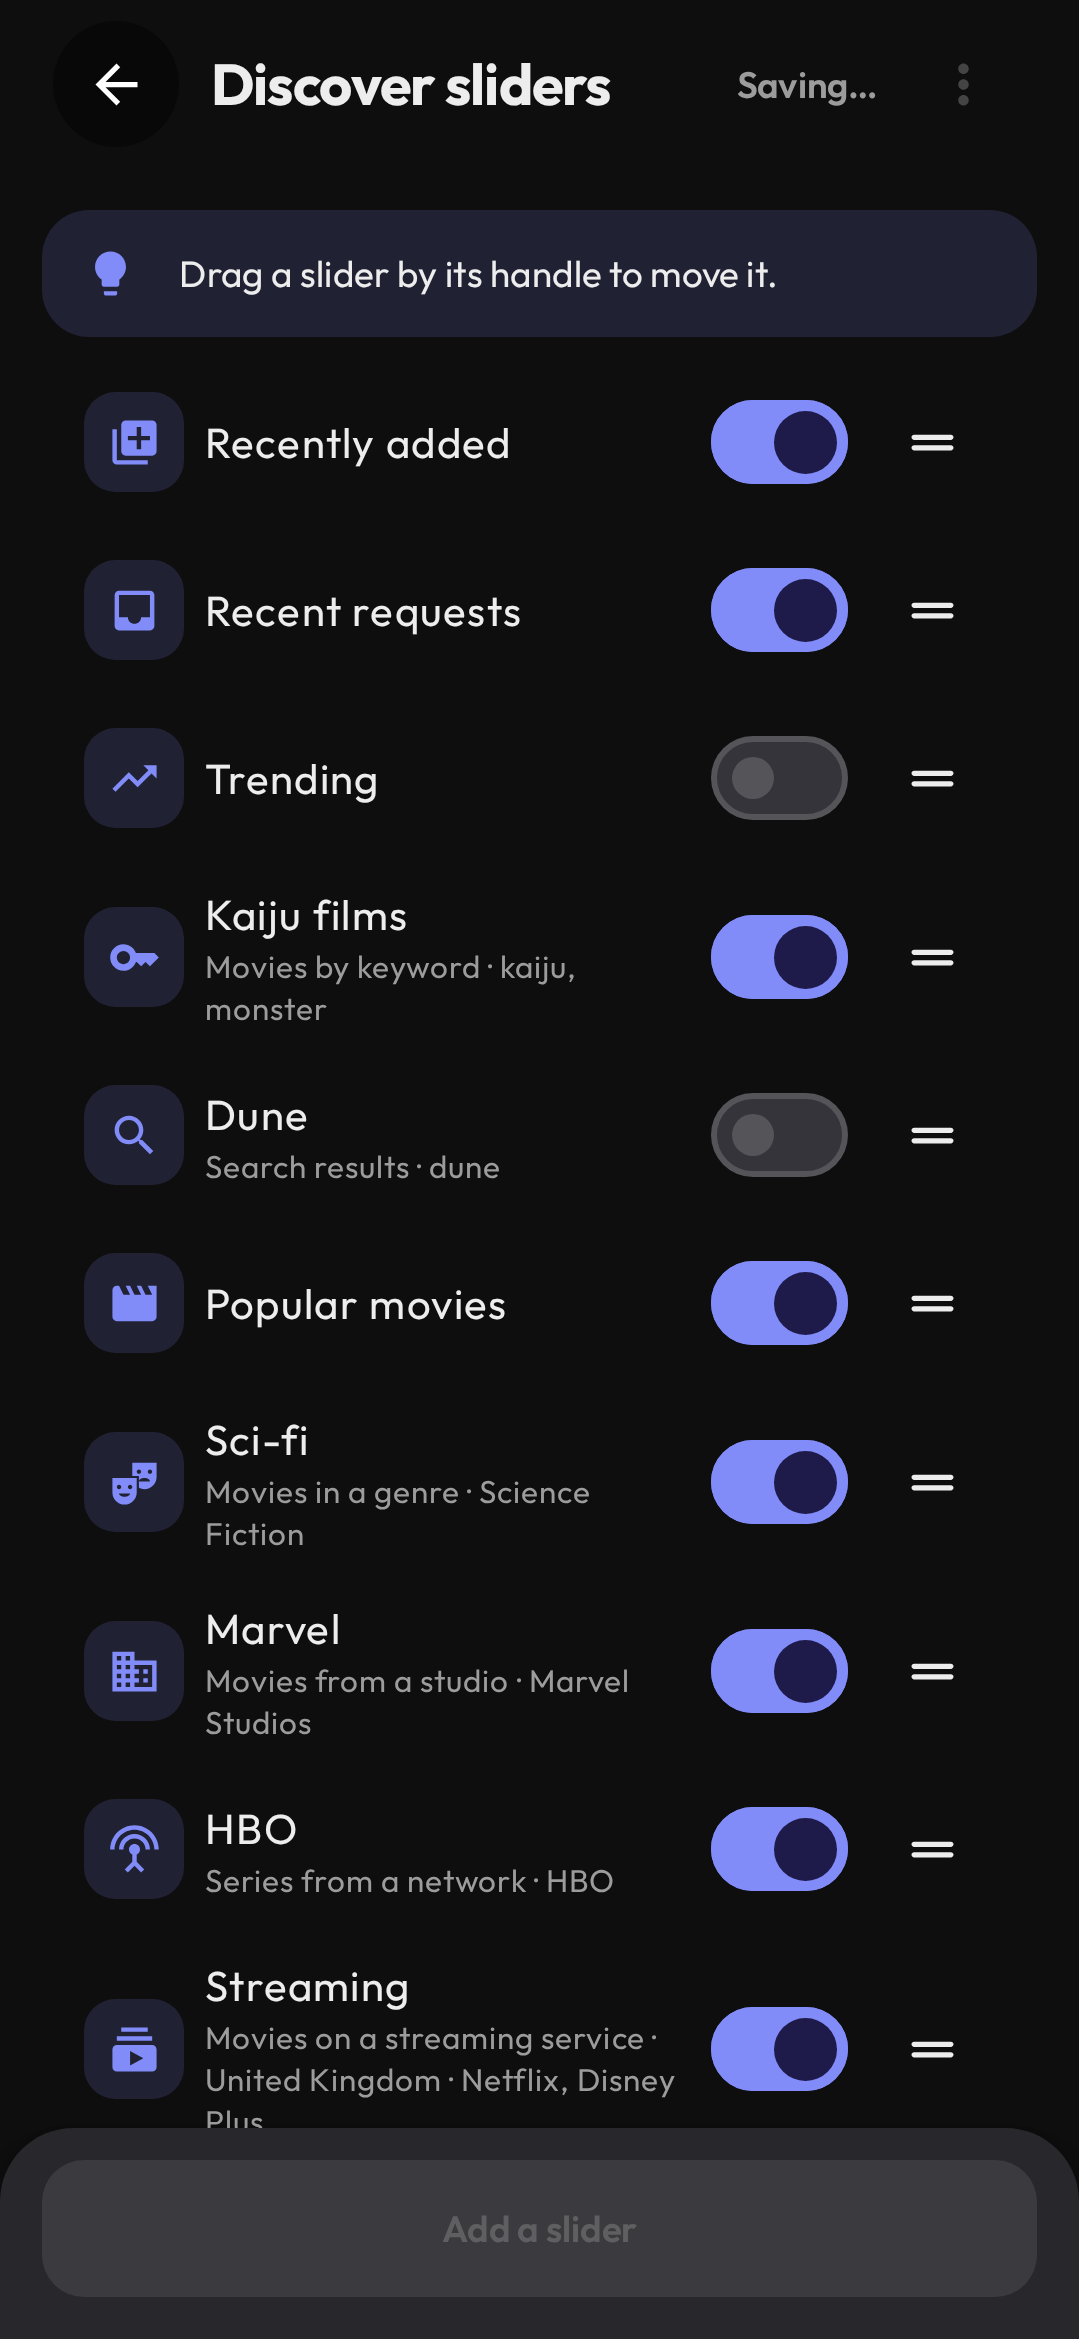 Discover sliders
Saving...
Drag a slider by its handle to move it.
Recently added
Recent requests
Trending
Kaiju films
Movies by keyword · kaiju,
monster
Dune
Search results · dune
Popular movies
Sci-fi
Movies in a genre · Science
Fiction
Marvel
Movies from a studio · Marvel
Studios
HBO
Series from a network · HBO
Streaming
Movies on a streaming service ·
United Kingdom · Netflix, Disney
Plus
Add a slider